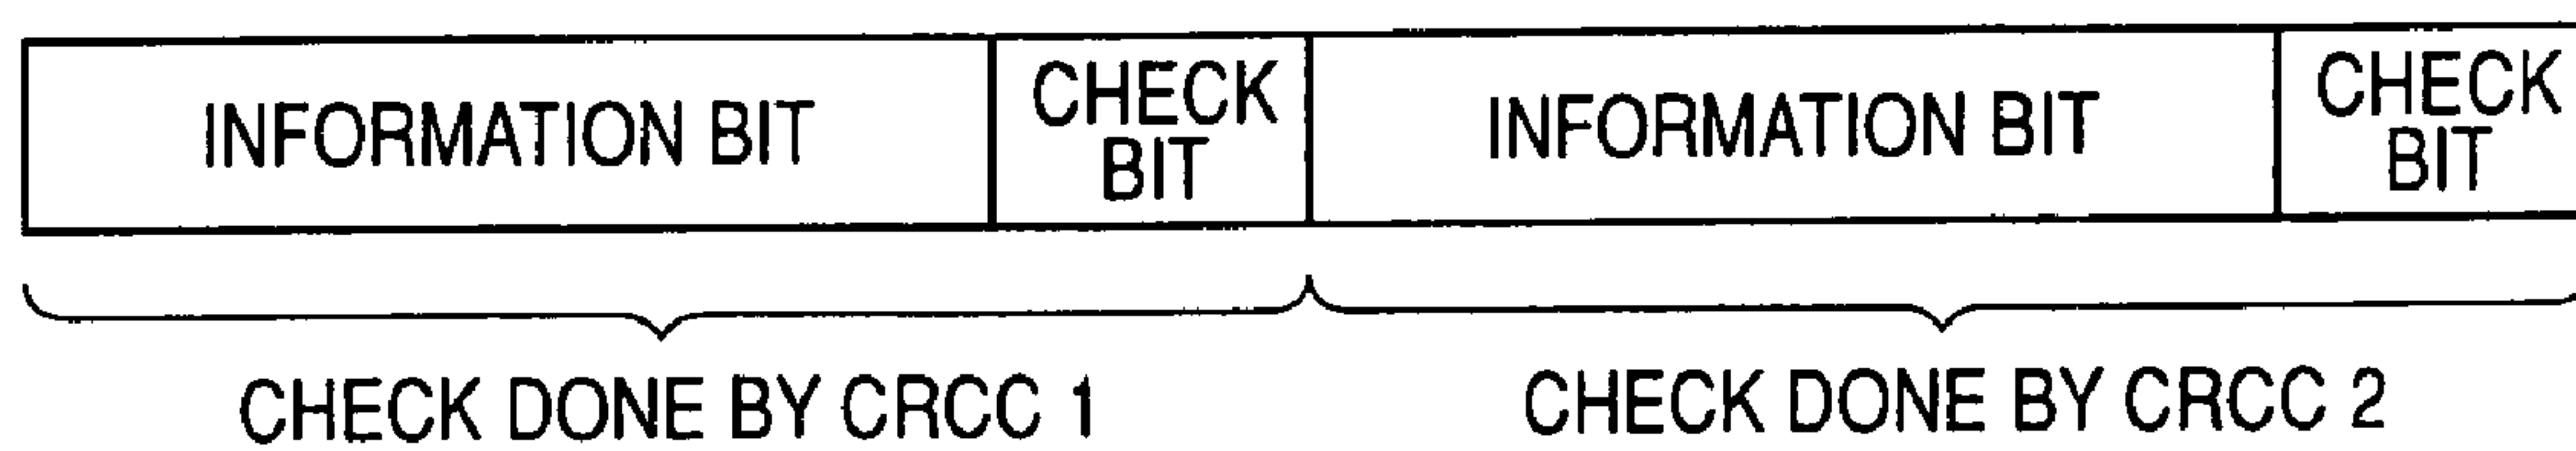 INFORMATION BIT
CHECK
BIT
INFORMATION BIT
CHECK
BIT
CHECK DONE BY CRCC 1
CHECK DONE BY CRCC 2